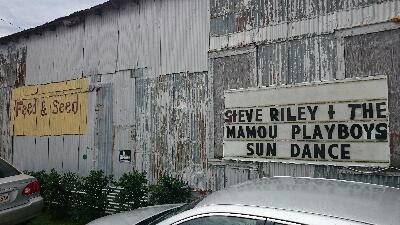 Feed & Seed
STEVE RILEY & THE
MAMOU PLAYBOYS
SUN DANCE